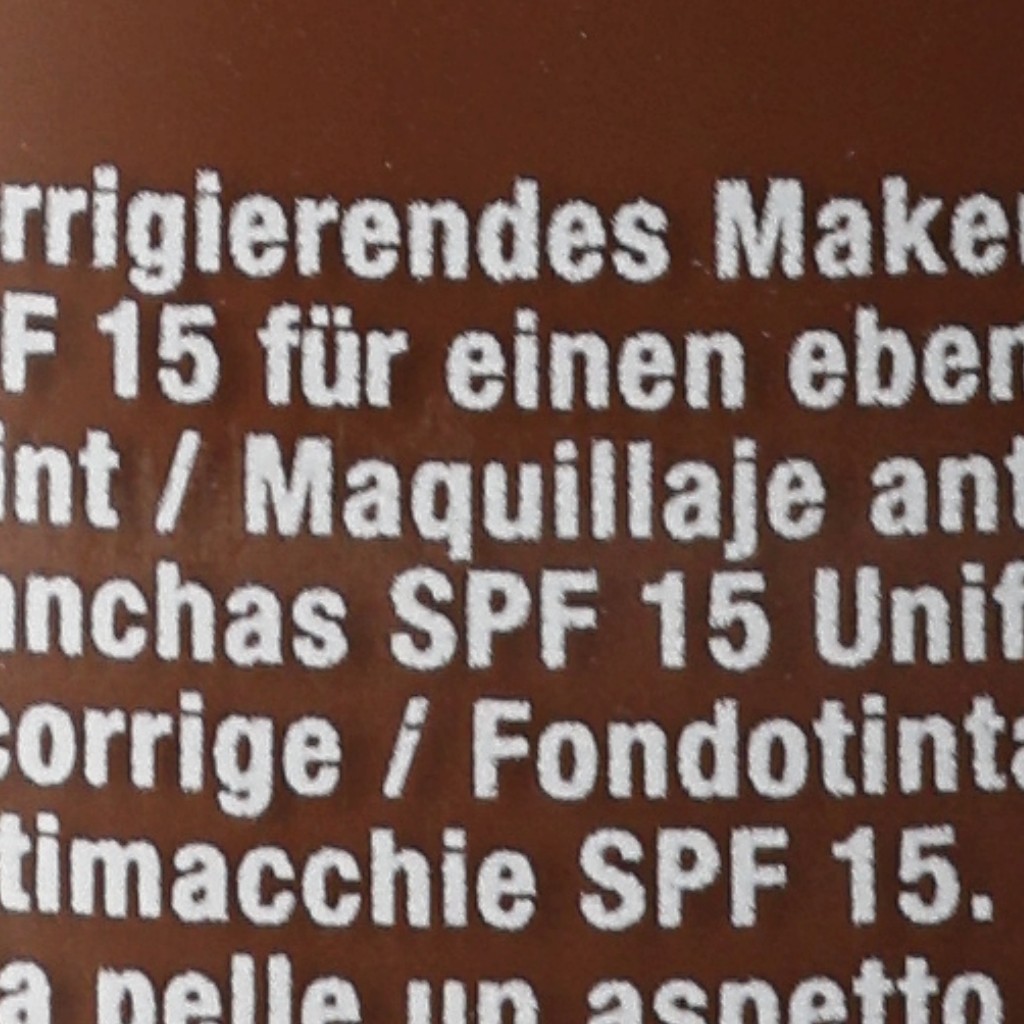 rrigierendes Make
F 15 für einen eben
int / Maquillaje ant
anchas SPF 15 Unif
corrige / Fondotinta
timacchie SPF 15.
a pelle un aspetto